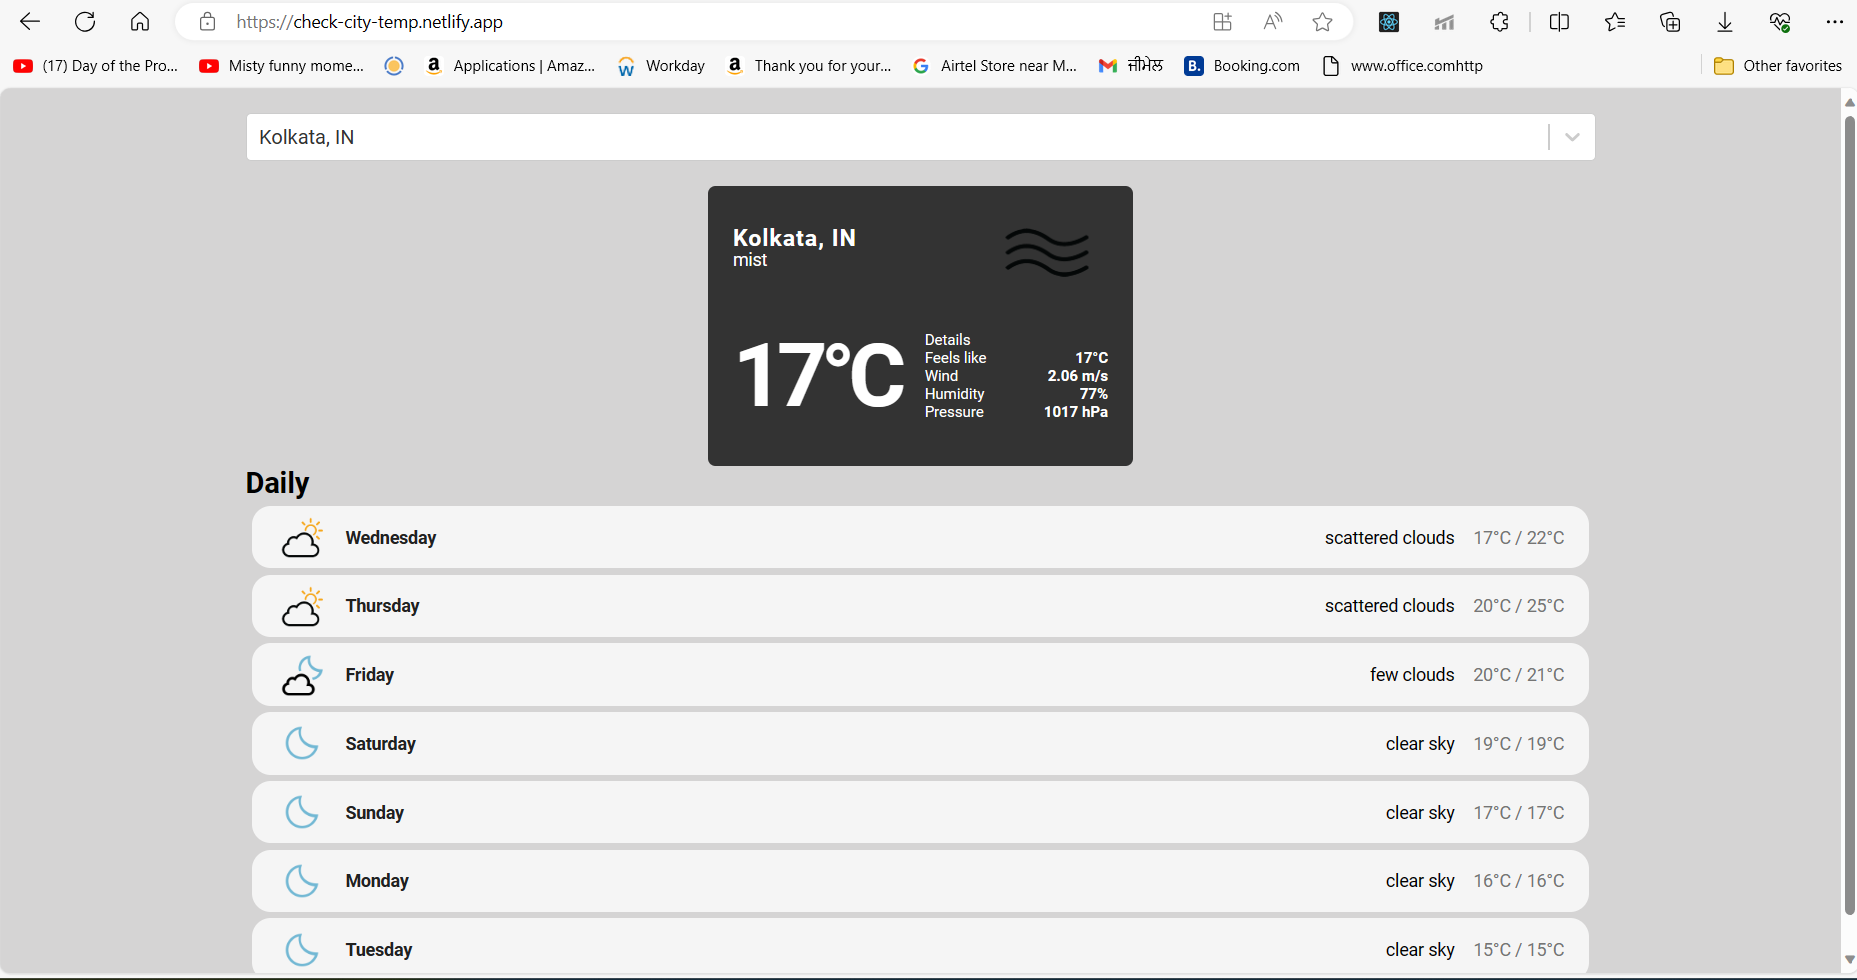 https://check-city-temp.netlify.app
(17) Day of the Pro...
Misty funny mome...
Applications | Amaz...
Workday
Thank you for your...
Airtel Store near M...
ਜੀਮੇਲ
Booking.com
www.office.comhttp
Other favorites
Kolkata, IN
Kolkata, IN
mist
17°C
Details
Feels like 17°C
Wind 2.06 m/s
Humidity 77%
Pressure 1017 hPa
Daily
Wednesday scattered clouds 17°C / 22°C
Thursday scattered clouds 20°C / 25°C
Friday few clouds 20°C / 21°C
Saturday clear sky 19°C / 19°C
Sunday clear sky 17°C / 17°C
Monday clear sky 16°C / 16°C
Tuesday clear sky 15°C / 15°C